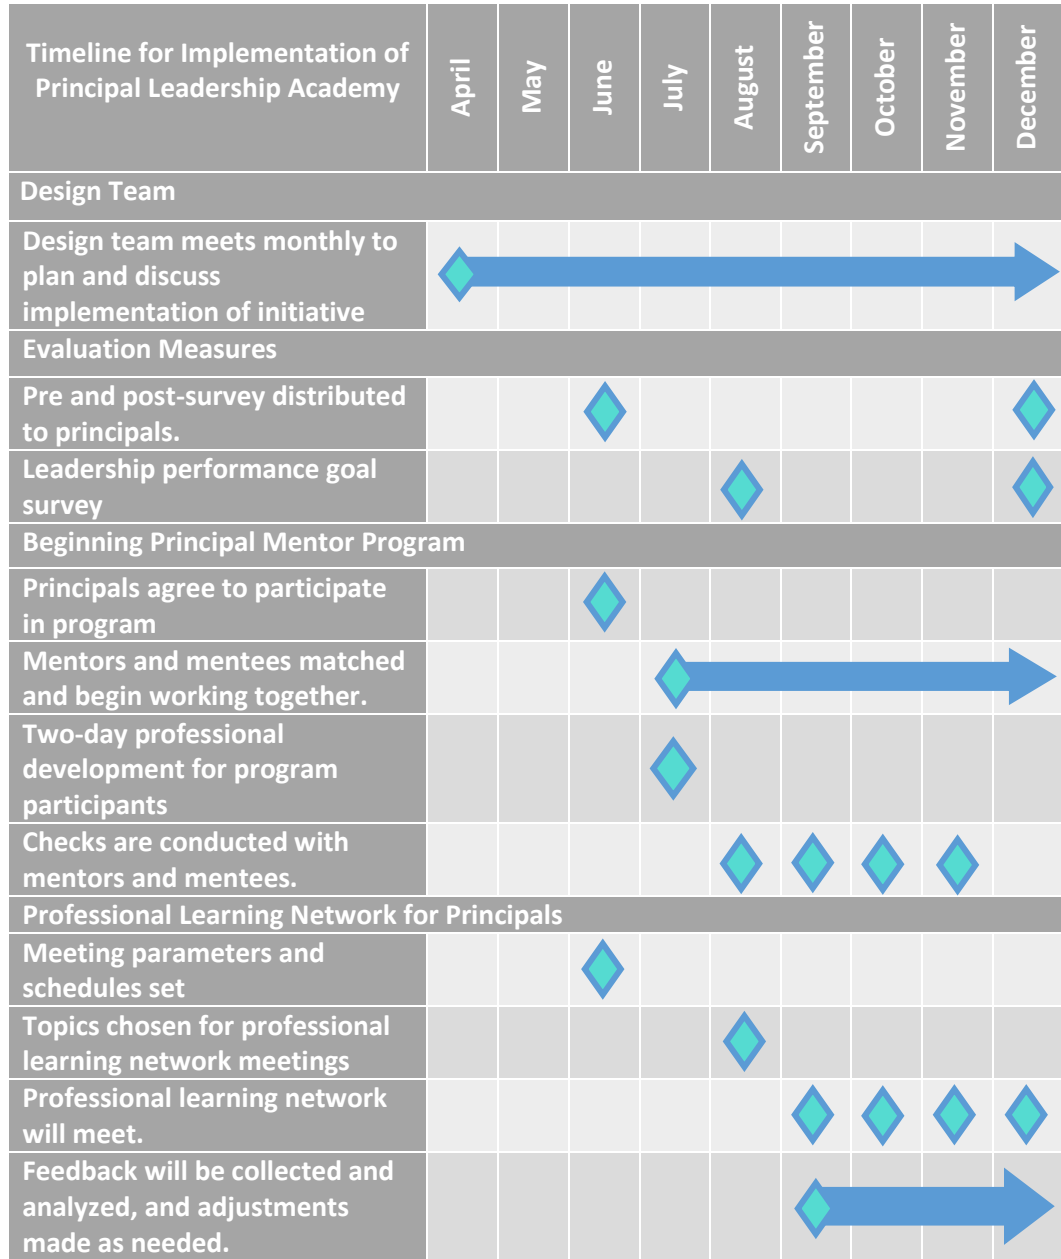 Timeline for Implementation of
Principal Leadership Academy
April
May
June
July
August
September
October
November
December
Design Team
Design team meets monthly to
plan and discuss
implementation of initiative
Evaluation Measures
Pre and post-survey distributed
to principals.
Leadership performance goal
survey
Beginning Principal Mentor Program
Principals agree to participate
in program
Mentors and mentees matched
and begin working together.
Two-day professional
development for program
participants
Checks are conducted with
mentors and mentees.
Professional Learning Network for Principals
Meeting parameters and
schedules set
Topics chosen for professional
learning network meetings
Professional learning network
will meet.
Feedback will be collected and
analyzed, and adjustments
made as needed.